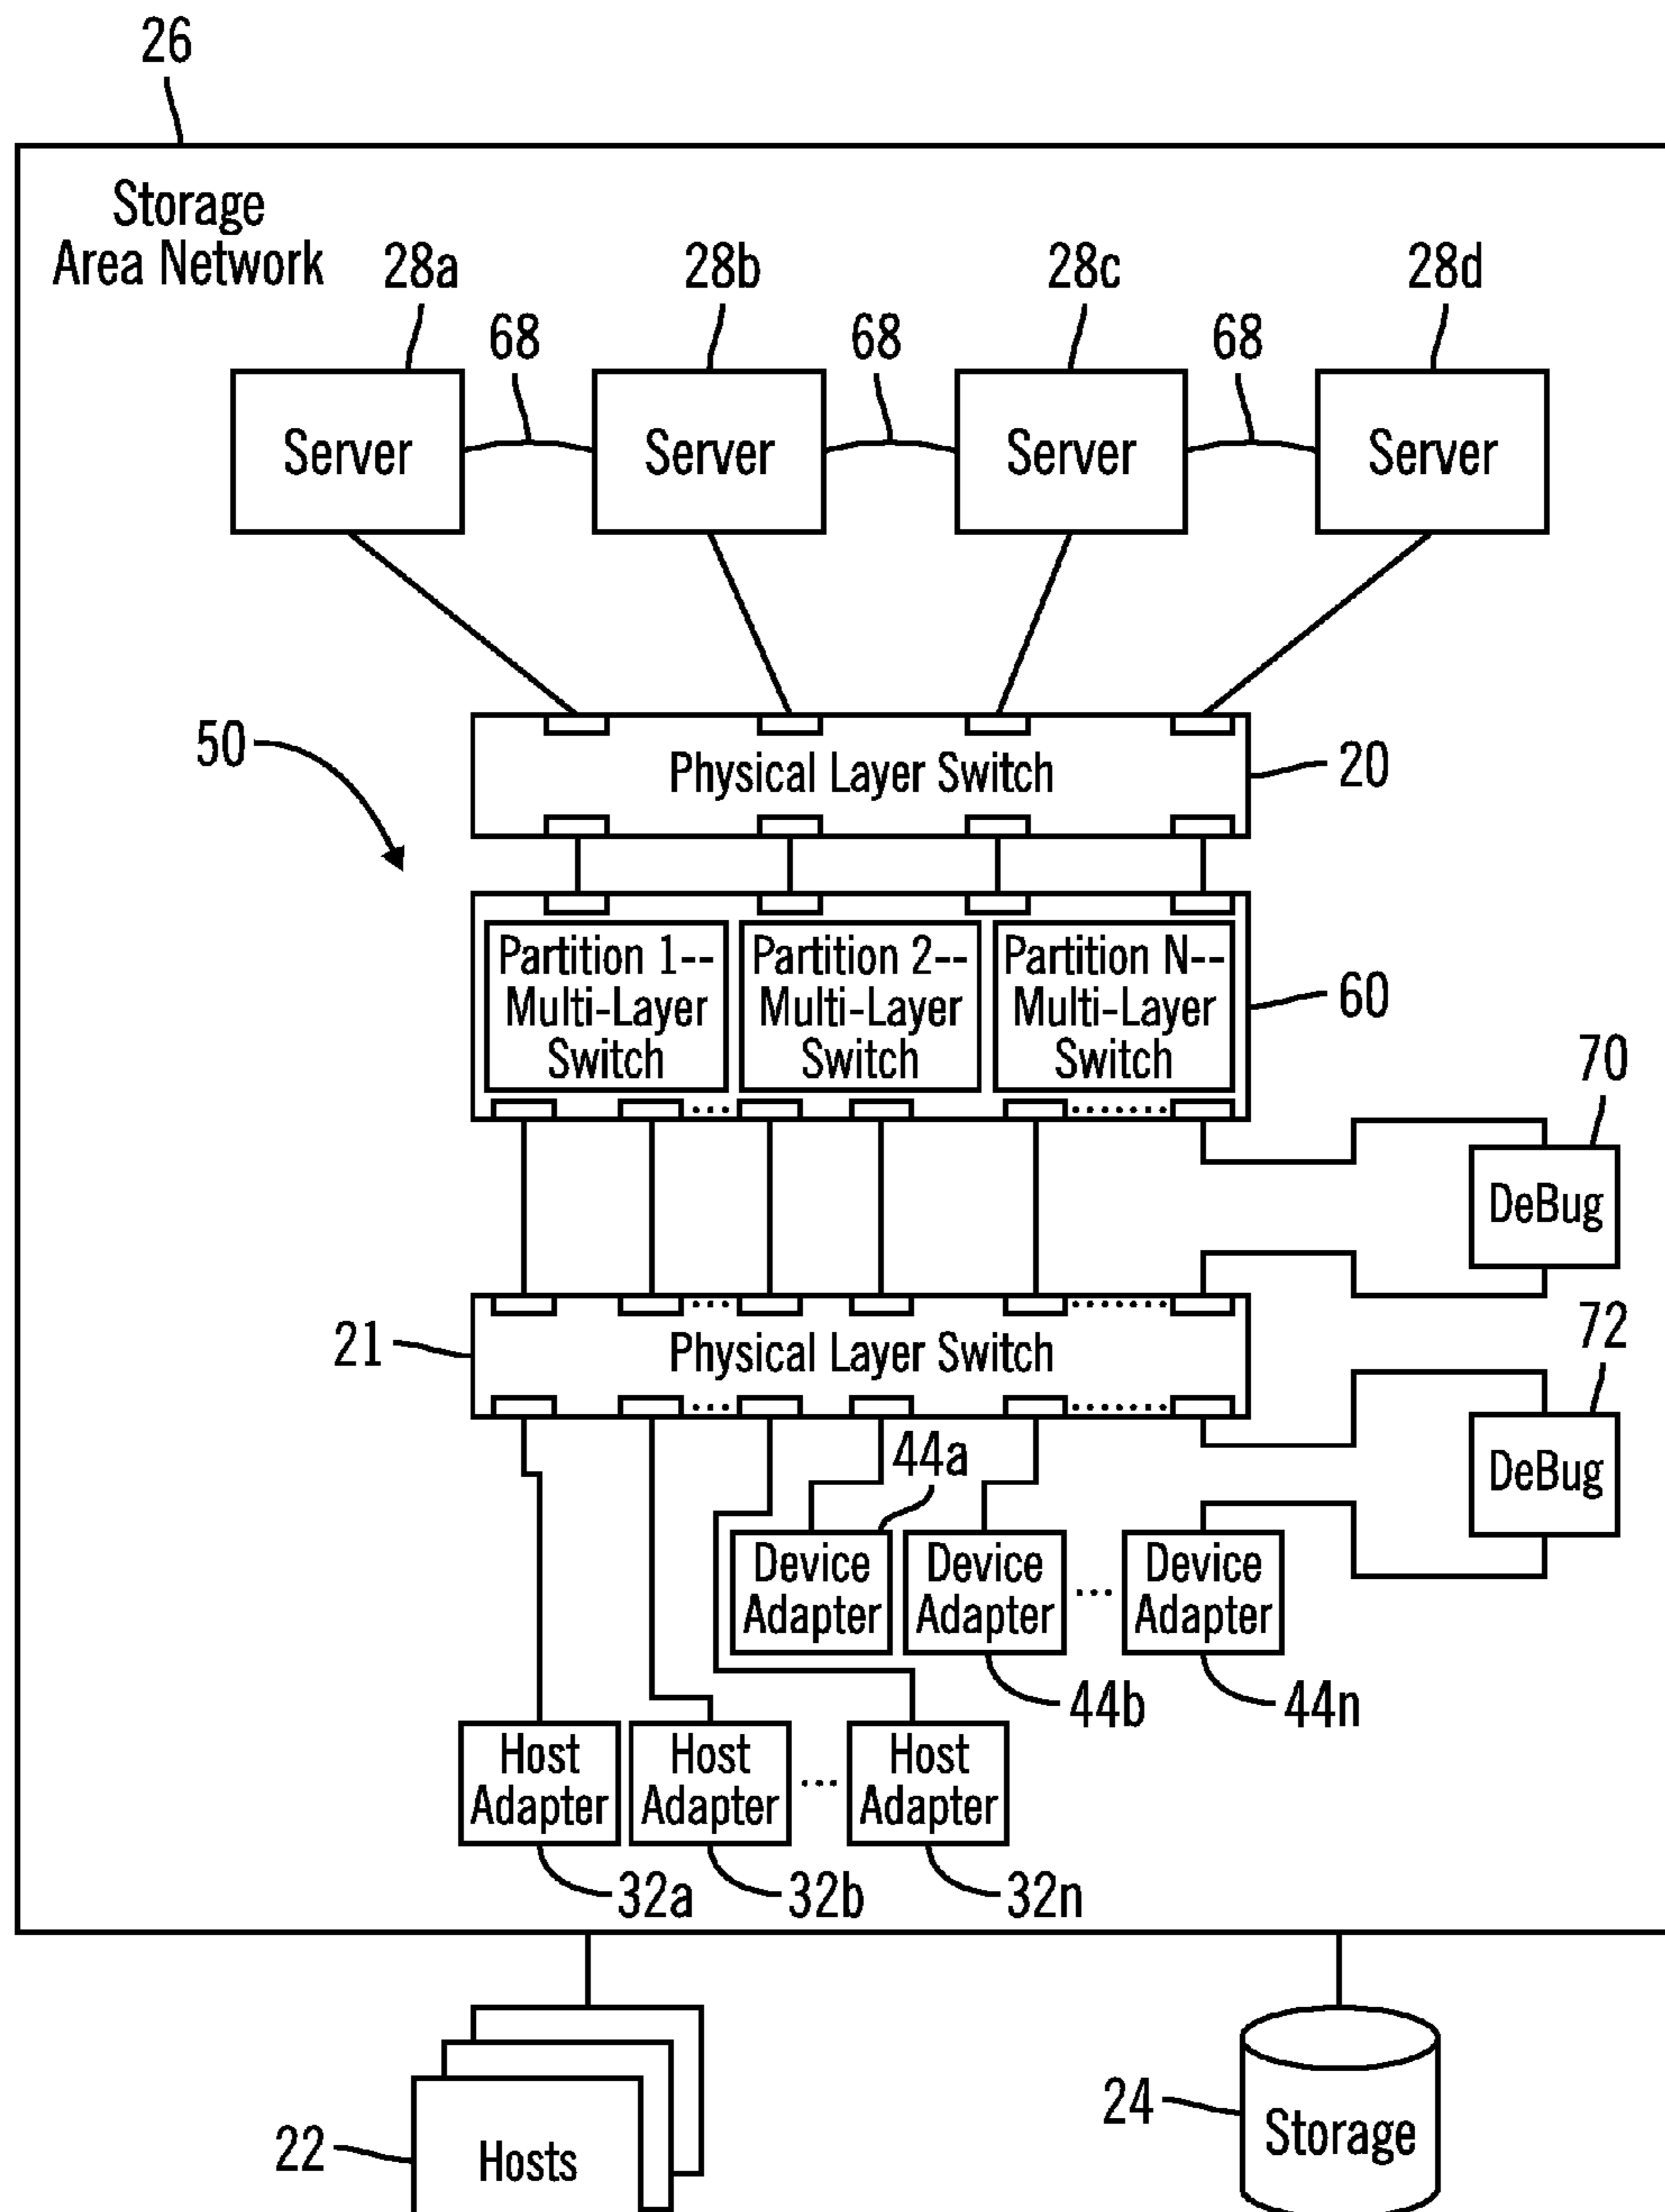 26
Storage
Area Network
28a
28b
28c
28d
68
68
68
Server
Server
Server
Server
50
Physical Layer Switch
20
Partition 1--
Multi-Layer
Switch
Partition 2--
Multi-Layer
Switch
Partition N--
Multi-Layer
Switch
60
...
.......
70
DeBug
...
.......
21
Physical Layer Switch
72
...
.......
DeBug
44a
Device
Adapter
Device
Adapter
...
Device
Adapter
44b
44n
Host
Adapter
Host
Adapter
...
Host
Adapter
32a
32b
32n
22
Hosts
24
Storage